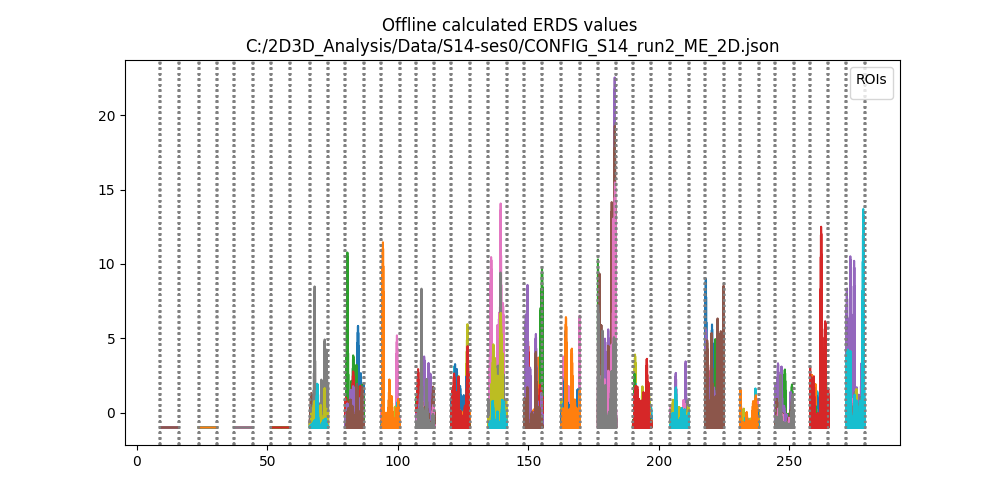 Offline calculated ERDS values
C:/2D3D_Analysis/Data/S14-ses0/CONFIG_S14_run2_ME_2D.json
ROIs
20
15
10
5
0
0 50 100 150 200 250